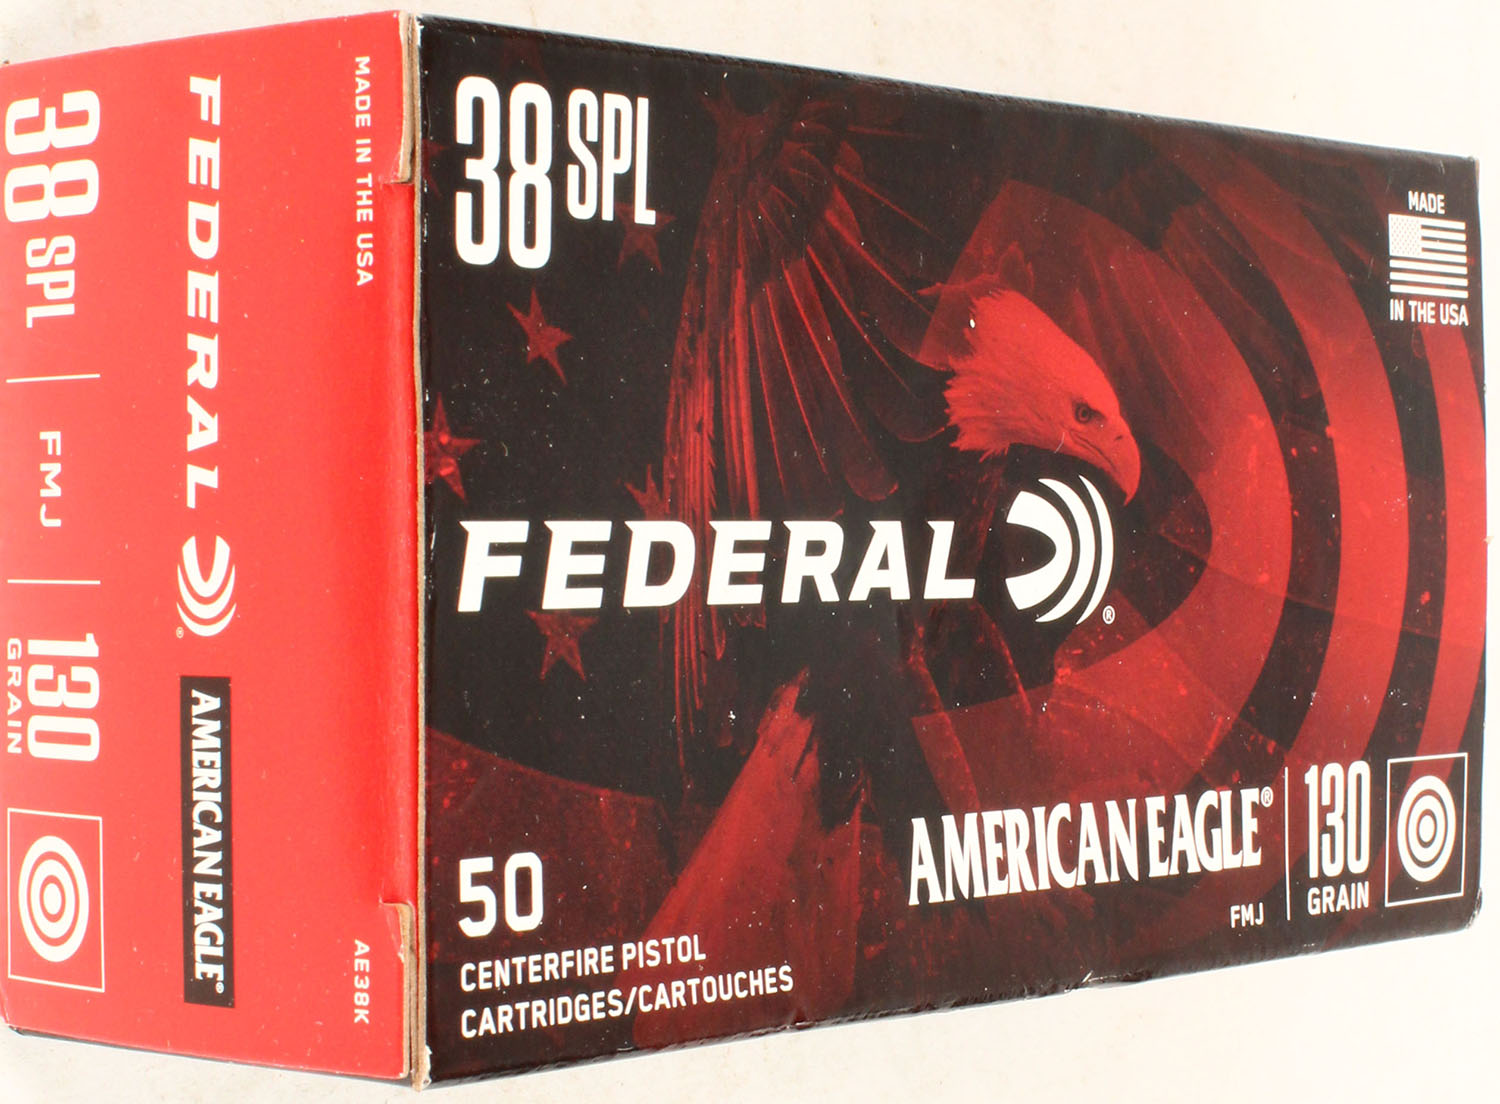 38 SPL
MADE
IN THE USA
FEDERAL ®
AMERICAN EAGLE®
FMJ
130
GRAIN
50
CENTERFIRE PISTOL
CARTRIDGES/CARTOUCHES
MADE IN THE USA
AE38K
FEDERAL ®
AMERICAN EAGLE®
38 SPL
FMJ
130
GRAIN